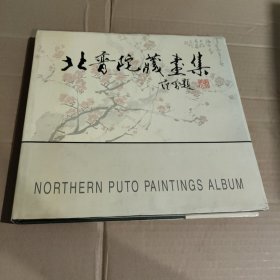 北普陀藏画集
NORTHERN PUTO PAINTINGS ALBUM